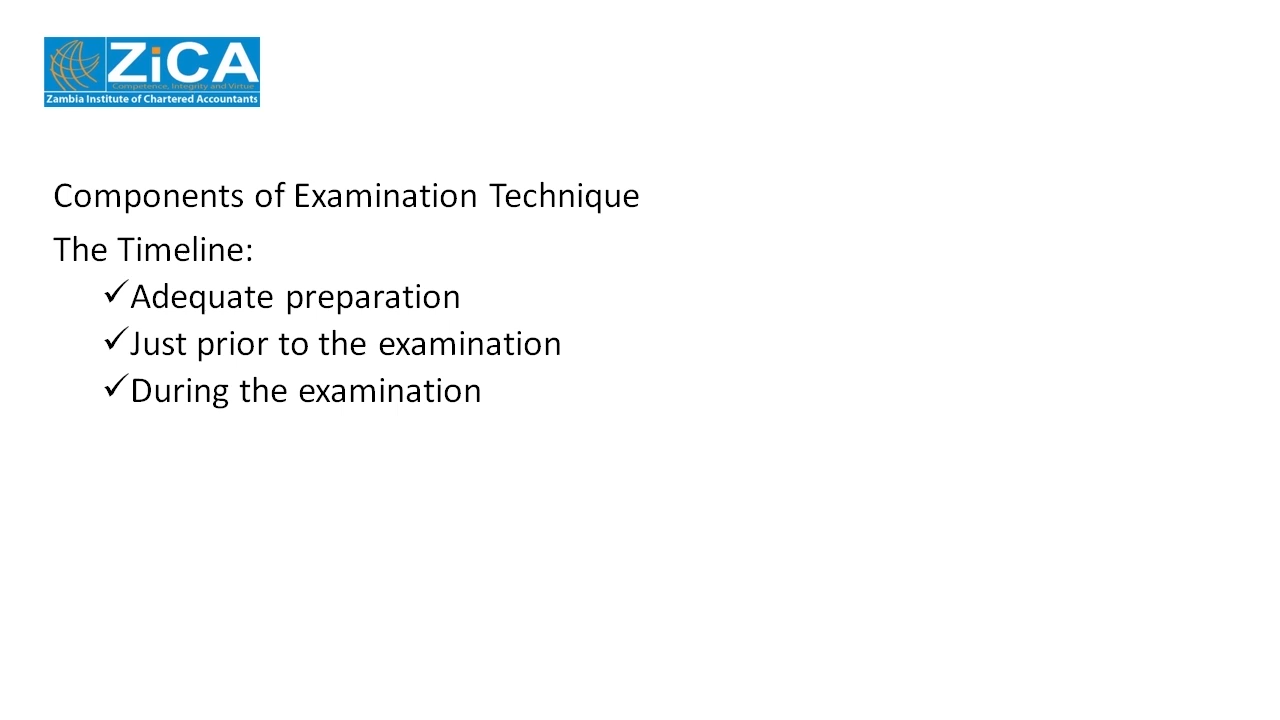 ZiCA
Competence, Integrity and Virtue
Zambia Institute of Chartered Accountants
Components of Examination Technique
The Timeline:
✓Adequate preparation
✓Just prior to the examination
✓During the examination